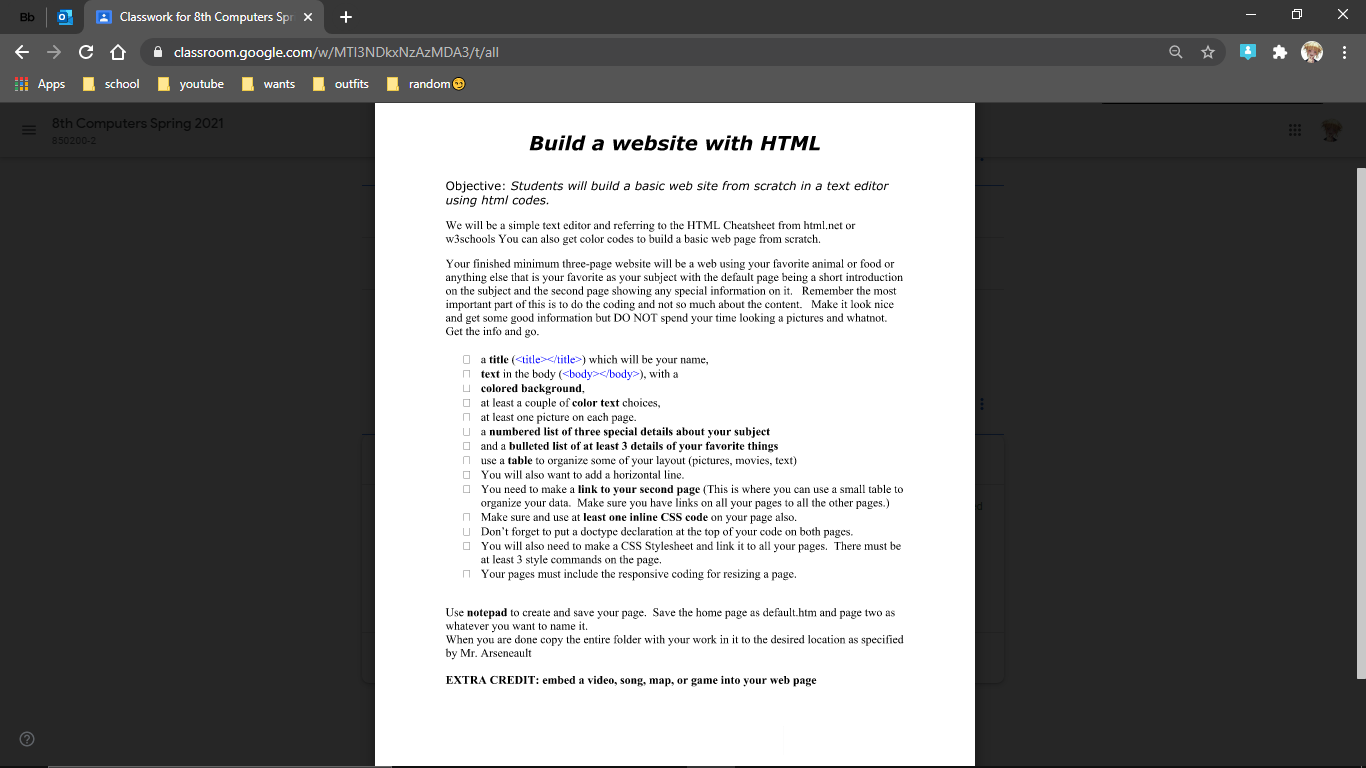 Bb
Classwork for 8th Computers Spr
classroom.google.com/w/MTI3NDkxNzAzMDA3/t/all
Apps school youtube wants outfits random😏
8th Computers Spring 2021
850200-2
Build a website with HTML
Objective: Students will build a basic web site from scratch in a text editor
using html codes.
We will be a simple text editor and referring to the HTML Cheatsheet from html.net or
w3schools You can also get color codes to build a basic web page from scratch.
Your finished minimum three-page website will be a web using your favorite animal or food or
anything else that is your favorite as your subject with the default page being a short introduction
on the subject and the second page showing any special information on it. Remember the most
important part of this is to do the coding and not so much about the content. Make it look nice
and get some good information but DO NOT spend your time looking a pictures and whatnot.
Get the info and go.
a title (<title></title>) which will be your name,
text in the body (<body></body>), with a
colored background,
at least a couple of color text choices,
at least one picture on each page.
a numbered list of three special details about your subject
and a bulleted list of at least 3 details of your favorite things
use a table to organize some of your layout (pictures, movies, text)
You will also want to add a horizontal line.
You need to make a link to your second page (This is where you can use a small table to
organize your data. Make sure you have links on all your pages to all the other pages.)
Make sure and use at least one inline CSS code on your page also.
Don't forget to put a doctype declaration at the top of your code on both pages.
You will also need to make a CSS Stylesheet and link it to all your pages. There must be
at least 3 style commands on the page.
Your pages must include the responsive coding for resizing a page.
Use notepad to create and save your page. Save the home page as default.htm and page two as
whatever you want to name it.
When you are done copy the entire folder with your work in it to the desired location as specified
by Mr. Arseneault
EXTRA CREDIT: embed a video, song, map, or game into your web page